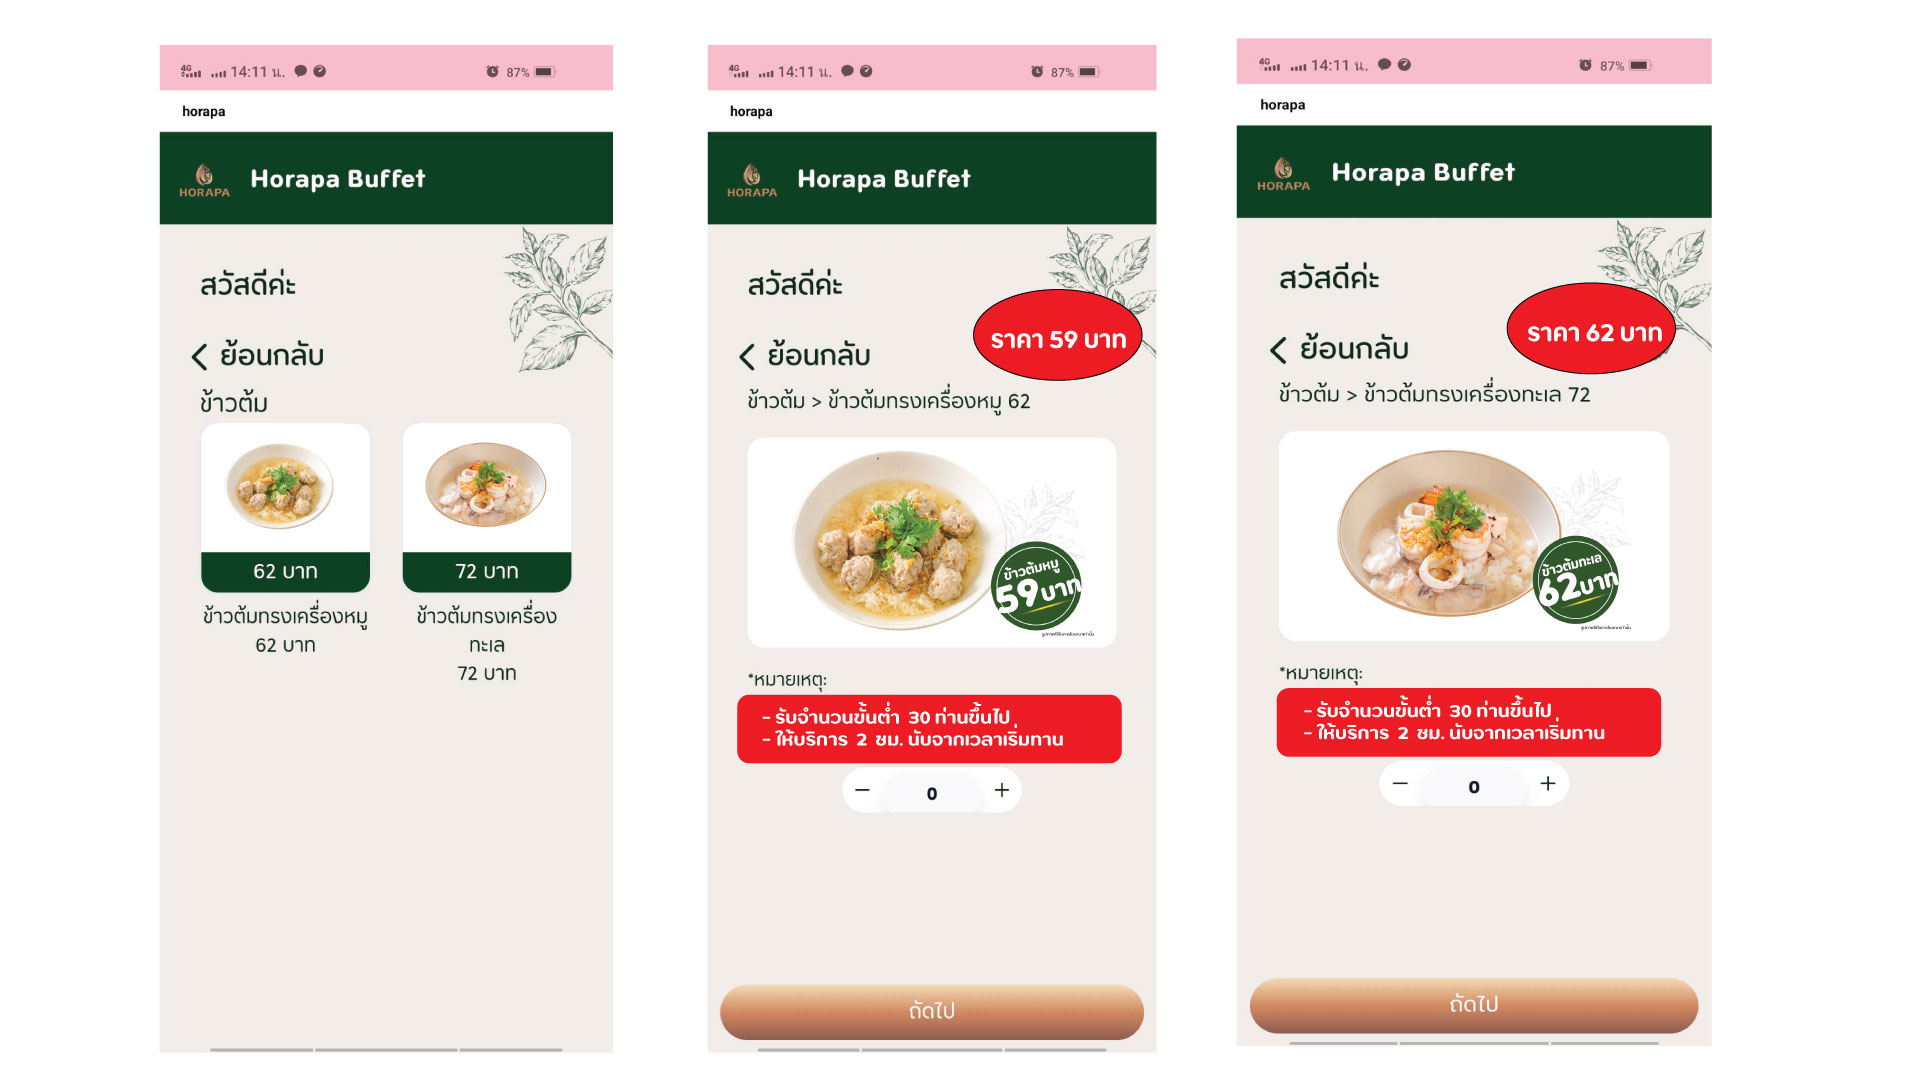 4G 14:11 น. 87%
horapa
HORAPA
Horapa Buffet
สวัสดีค่ะ
ย้อนกลับ
ข้าวต้ม
62 บาท
72 บาท
ข้าวต้มทรงเครื่องหมู
62 บาท
ข้าวต้มทรงเครื่อง
ทะเล
72 บาท
4G 14:11 น. 87%
horapa
HORAPA
Horapa Buffet
สวัสดีค่ะ
ราคา 59 บาท
ย้อนกลับ
ข้าวต้ม > ข้าวต้มทรงเครื่องหมู 62
ข้าวต้มหมู
59 บาท
*หมายเหตุ:
- รับจำนวนขั้นต่ำ 30 ท่านขึ้นไป
- ให้บริการ 2 ชม. นับจากเวลาเริ่มทาน
− 0 +
ถัดไป
4G 14:11 น. 87%
horapa
HORAPA
Horapa Buffet
สวัสดีค่ะ
ราคา 62 บาท
ย้อนกลับ
ข้าวต้ม > ข้าวต้มทรงเครื่องทะเล 72
ข้าวต้มทะเล
62 บาท
*หมายเหตุ:
- รับจำนวนขั้นต่ำ 30 ท่านขึ้นไป
- ให้บริการ 2 ชม. นับจากเวลาเริ่มทาน
− 0 +
ถัดไป